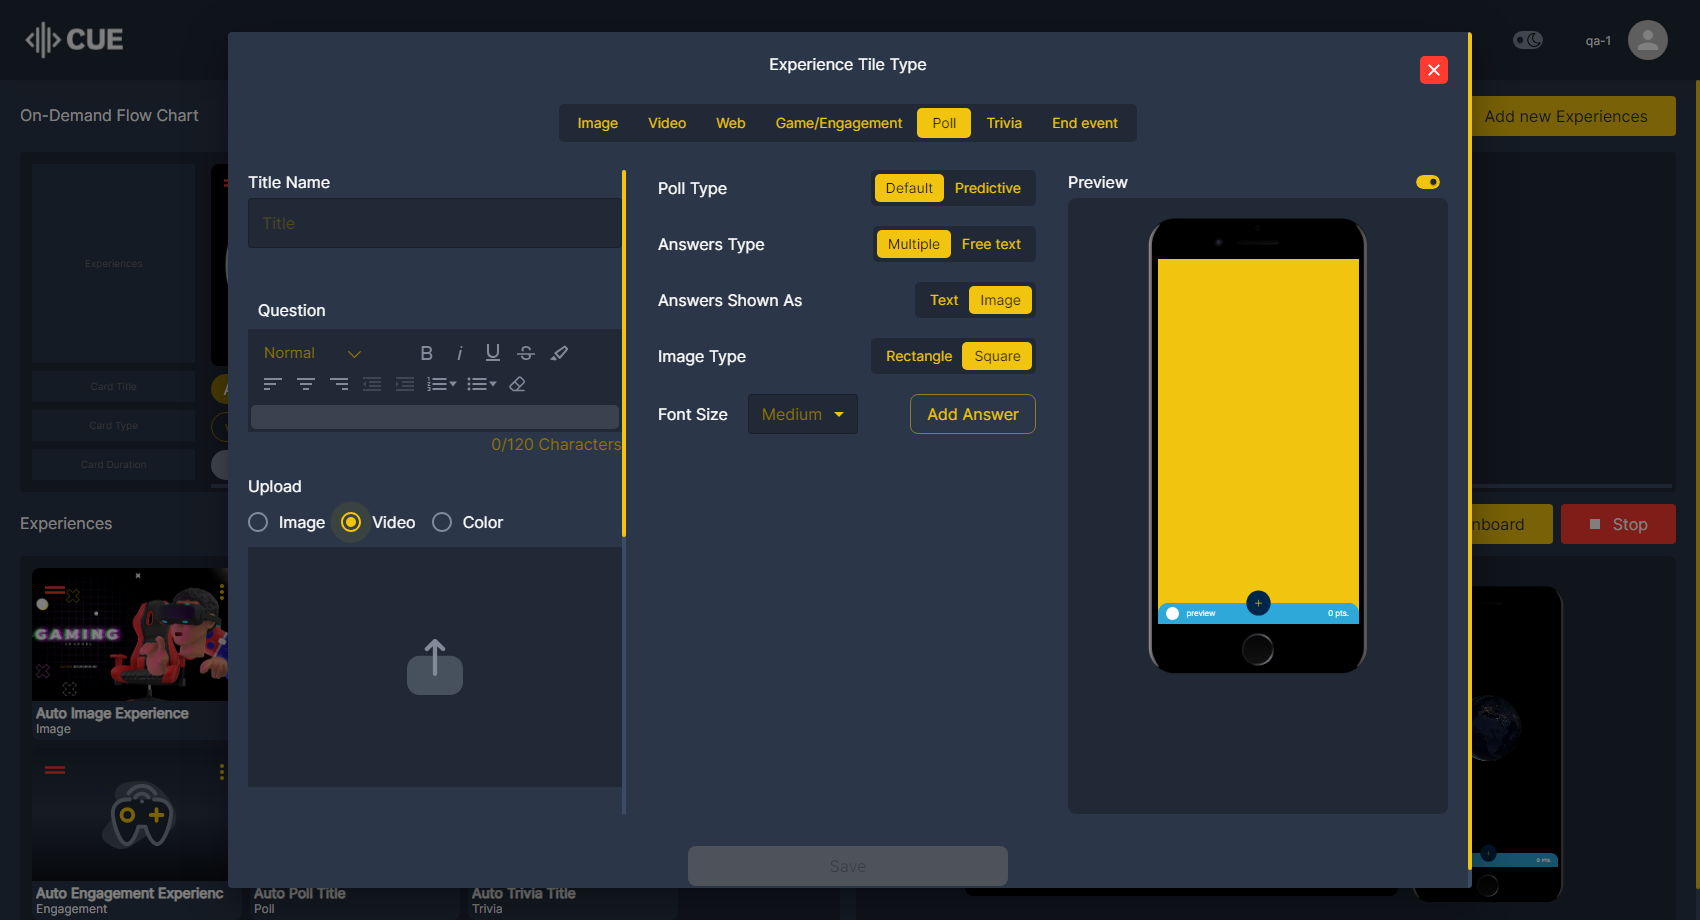 CUE
Experience Tile Type
qa-1
On-Demand Flow Chart
Image Video Web Game/Engagement Poll Trivia End event
Add new Experiences
Title Name
Title
Poll Type
Default Predictive
Preview
Experiences
Answers Type
Multiple Free text
Question
Answers Shown As
Text Image
Normal
B i U S
Image Type
Rectangle Square
Card Title
Font Size
Medium
Add Answer
Card Type
0/120 Characters
Card Duration
Upload
Experiences
Image Video Color
nboard
Stop
GAMING
preview
0 pts.
Auto Image Experience
Image
Save
0 pts.
Auto Engagement Experienc
Engagement
Auto Poll Title
Poll
Auto Trivia Title
Trivia